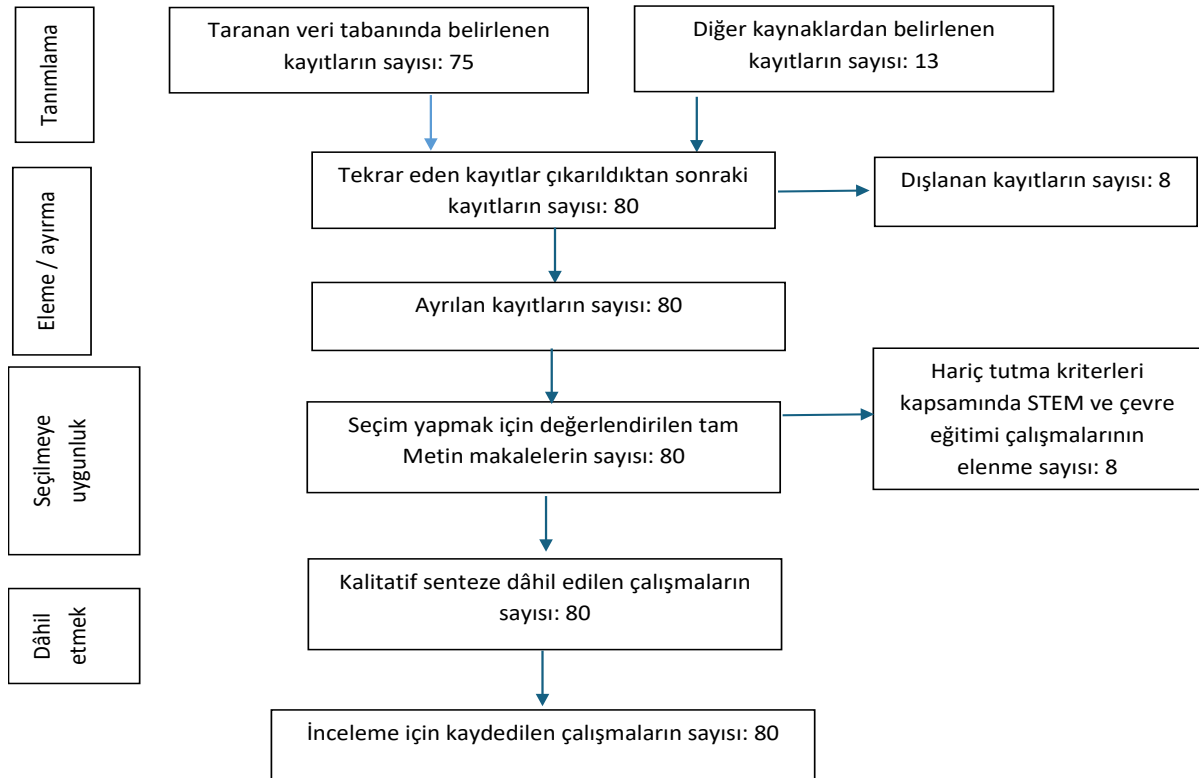 Tanımlama
Taranan veri tabanında belirlenen
kayıtların sayısı: 75
Diğer kaynaklardan belirlenen
kayıtların sayısı: 13
Eleme / ayırma
Tekrar eden kayıtlar çıkarıldıktan sonraki
kayıtların sayısı: 80
Dışlanan kayıtların sayısı: 8
Ayrılan kayıtların sayısı: 80
Seçilmeye
uygunluk
Seçim yapmak için değerlendirilen tam
Metin makalelerin sayısı: 80
Hariç tutma kriterleri
kapsamında STEM ve çevre
eğitimi çalışmalarının
elenme sayısı: 8
Dâhil
etmek
Kalitatif senteze dâhil edilen çalışmaların
sayısı: 80
İnceleme için kaydedilen çalışmaların sayısı: 80